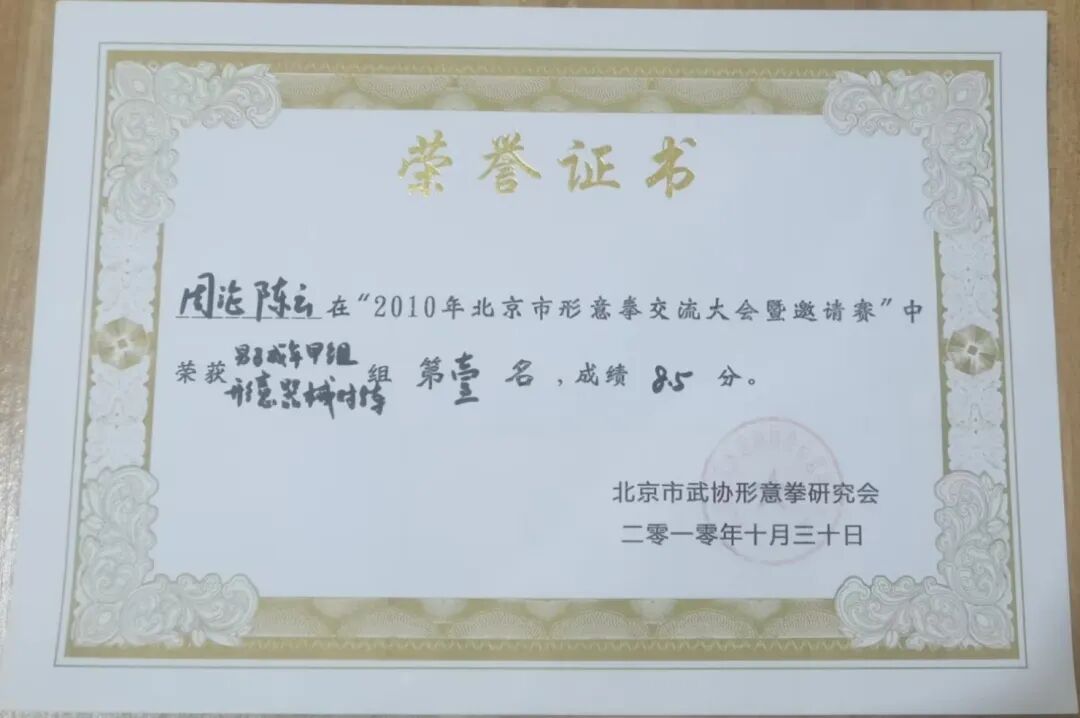 荣誉证书
周 陈云在“2010年北京市形意拳交流大会暨邀请赛”中
荣获男子成年甲组
形意器械对练组第壹名,成绩8.5分。
北京市武协形意拳研究会
二零一零年十月三十日